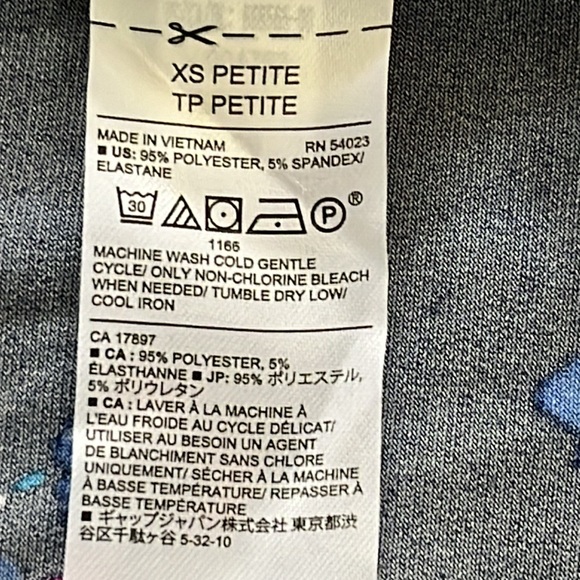 XS PETITE
TP PETITE
MADE IN VIETNAM RN 54023
■ US: 95% POLYESTER, 5% SPANDEX/
ELASTANE
30 P®
1166
MACHINE WASH COLD GENTLE
CYCLE/ ONLY NON-CHLORINE BLEACH
WHEN NEEDED/ TUMBLE DRY LOW/
COOL IRON
CA 17897
■ CA : 95% POLYESTER, 5%
ÉLASTHANNE ■ JP: 95% ポリエステル,
5% ポリウレタン
■ CA : LAVER À LA MACHINE À
L'EAU FROIDE AU CYCLE DÉLICAT/
UTILISER AU BESOIN UN AGENT
DE BLANCHIMENT SANS CHLORE
UNIQUEMENT/ SÉCHER À LA MACHINE
À BASSE TEMPÉRATURE/ REPASSER À
BASSE TEMPÉRATURE
■ ギャップジャパン株式会社 東京都渋
谷区千駄ヶ谷 5-32-10